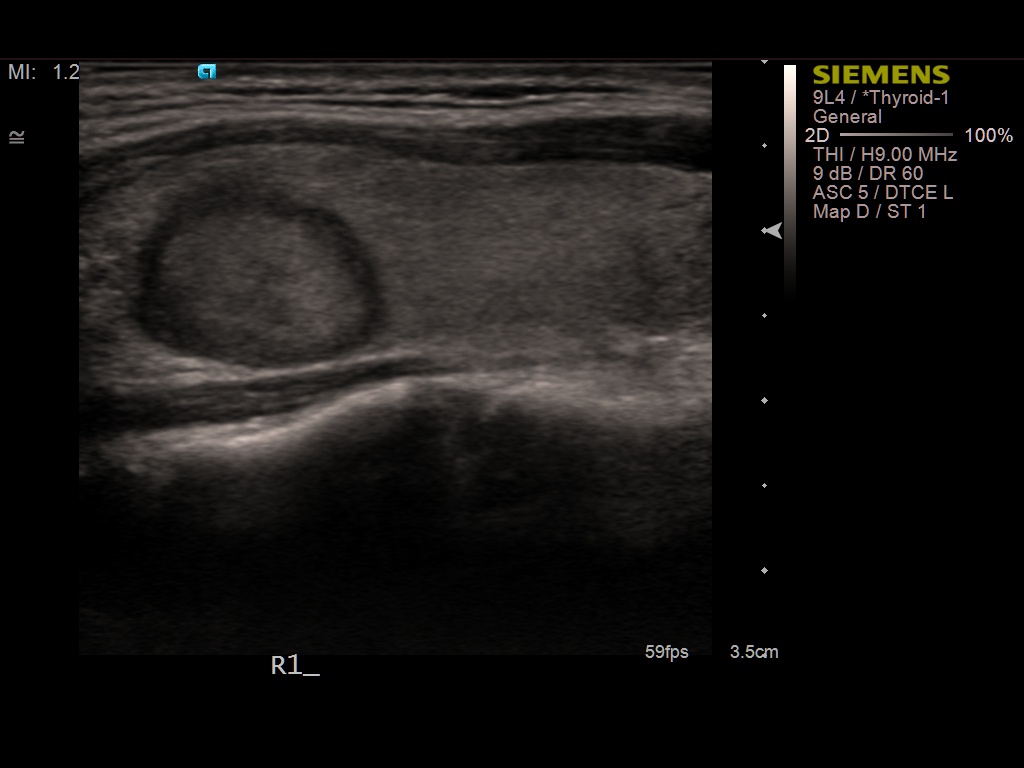 MI: 1.2
SIEMENS
9L4 / *Thyroid-1
General
2D 100%
THI / H9.00 MHz
9 dB / DR 60
ASC 5 / DTCE L
Map D / ST 1
59fps 3.5cm
R1_